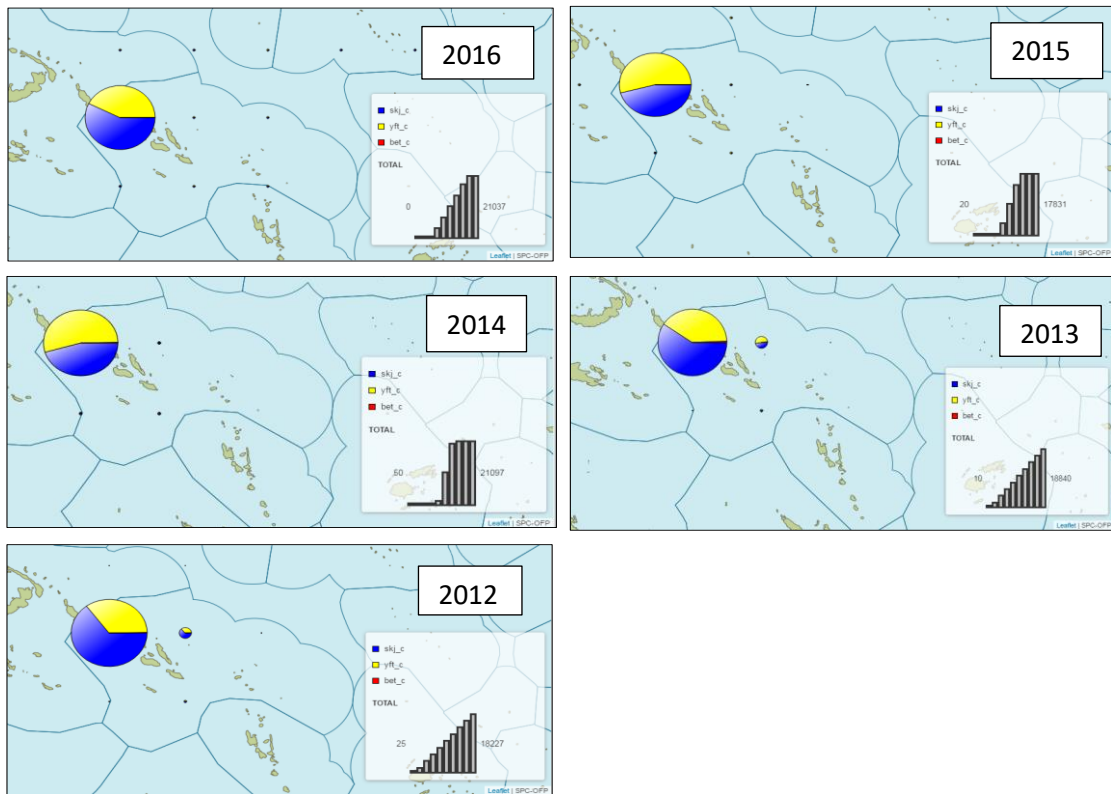 2016
skj_c
yft_c
bet_c
TOTAL
0
21037
Leaflet | SPC-OFP
2015
skj_c
yft_c
bet_c
TOTAL
20
17831
Leaflet | SPC-OFP
2014
skj_c
yft_c
bet_c
TOTAL
50
21097
Leaflet | SPC-OFP
2013
skj_c
yft_c
bet_c
TOTAL
10
18840
Leaflet | SPC-OFP
2012
skj_c
yft_c
bet_c
TOTAL
25
18227
Leaflet | SPC-OFP